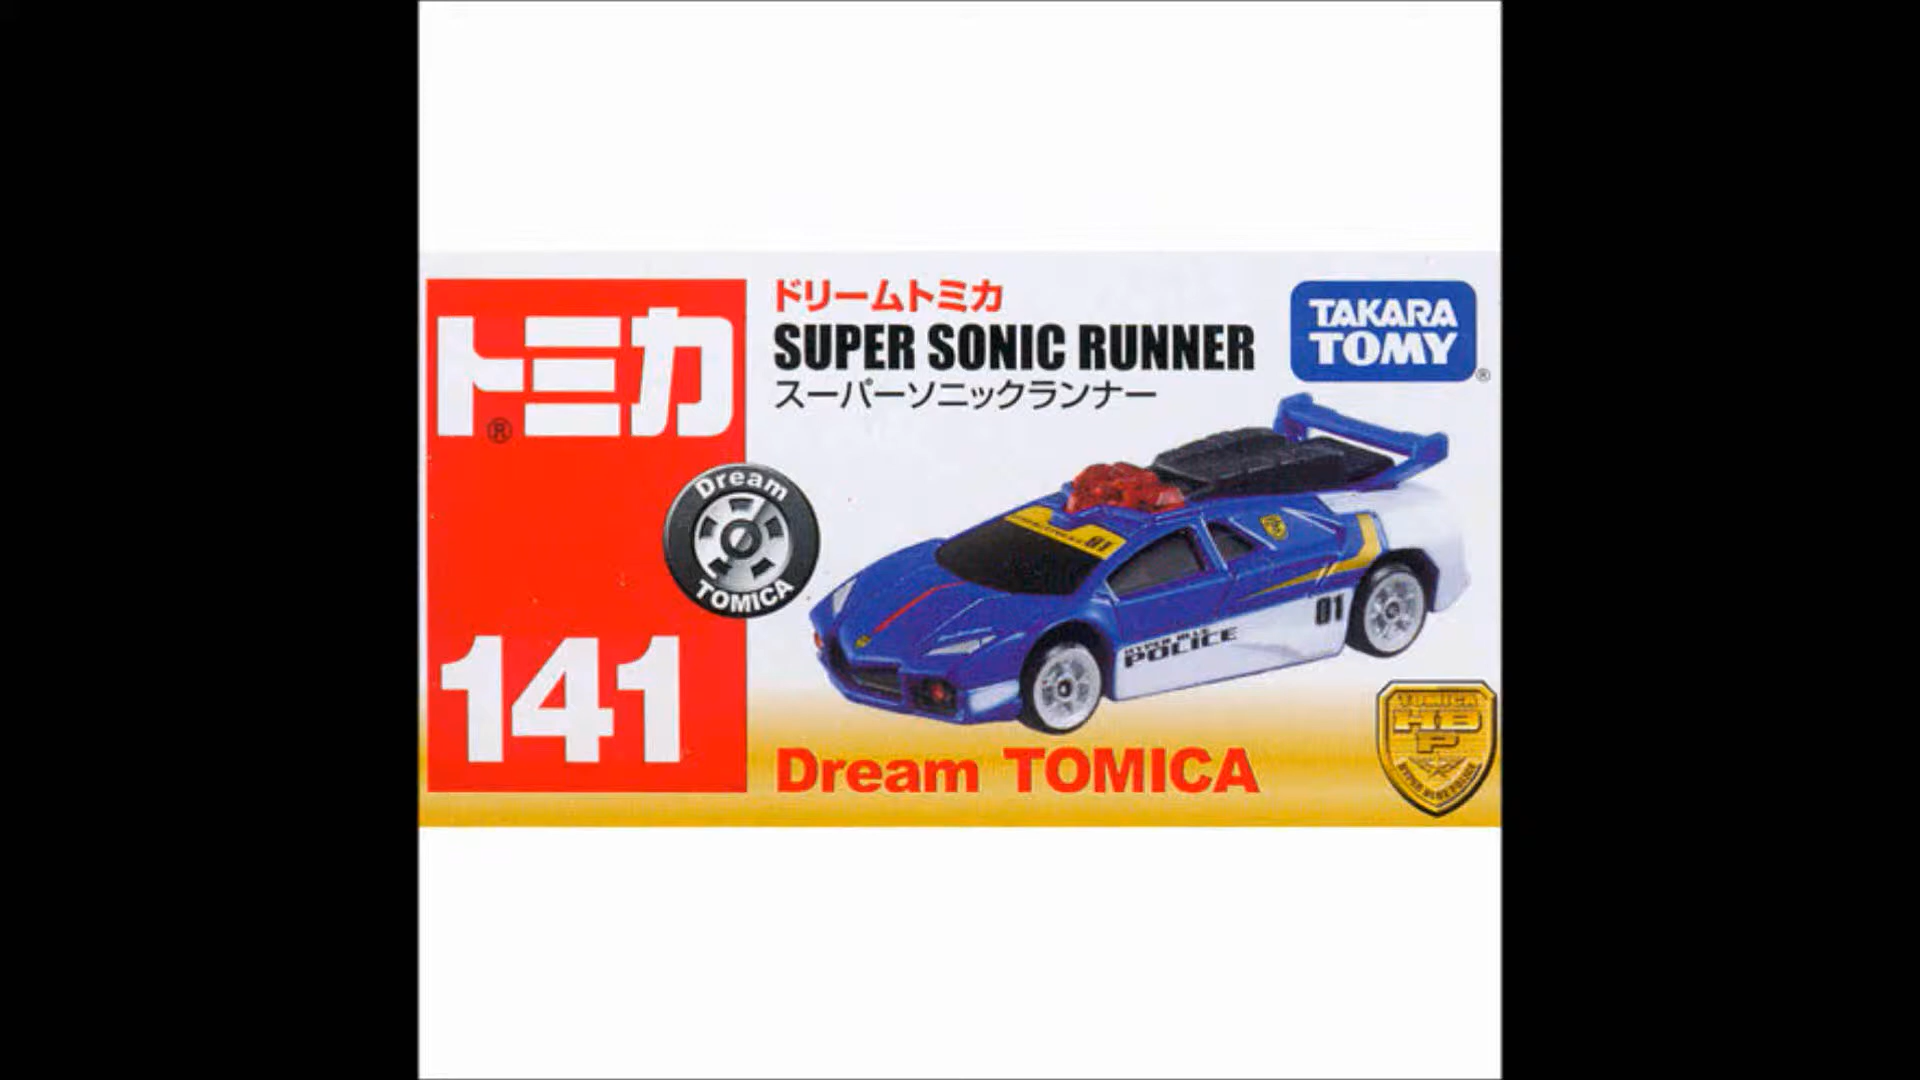 トミカ
®
141
Dream
TOMICA
ドリームトミカ
SUPER SONIC RUNNER
スーパーソニックランナー
TAKARA
TOMY
®
01
POLICE
01
Dream TOMICA
TOMICA
HB
P